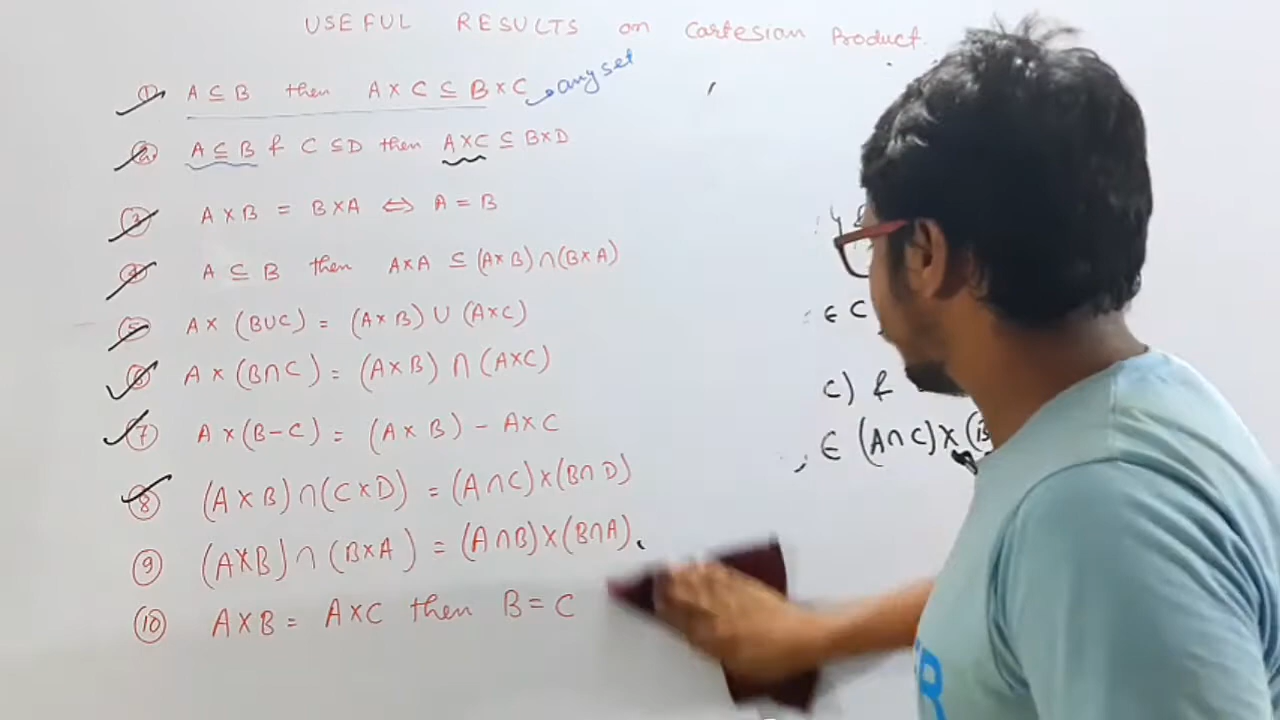 USEFUL RESULTS on Cartesian Product.
① A ⊆ B then A × C ⊆ B × C any set
② A ⊆ B & C ⊆ D then A×C ⊆ B×D
③ A × B = B×A ⇔ A = B
④ A ⊆ B then A×A ⊆ (A×B)∩(B×A)
⑤ A × (B∪C) = (A×B) ∪ (A×C)
⑥ A × (B∩C) = (A×B) ∩ (A×C)
⑦ A × (B−C) = (A × B) − A×C
⑧ (A × B)∩(C×D) = (A∩C)×(B∩D)
⑨ (A×B)∩(B×A) = (A∩B)×(B∩A)
⑩ A×B = A×C then B = C
∈ C
C) &
∈ (A∩C)×(B